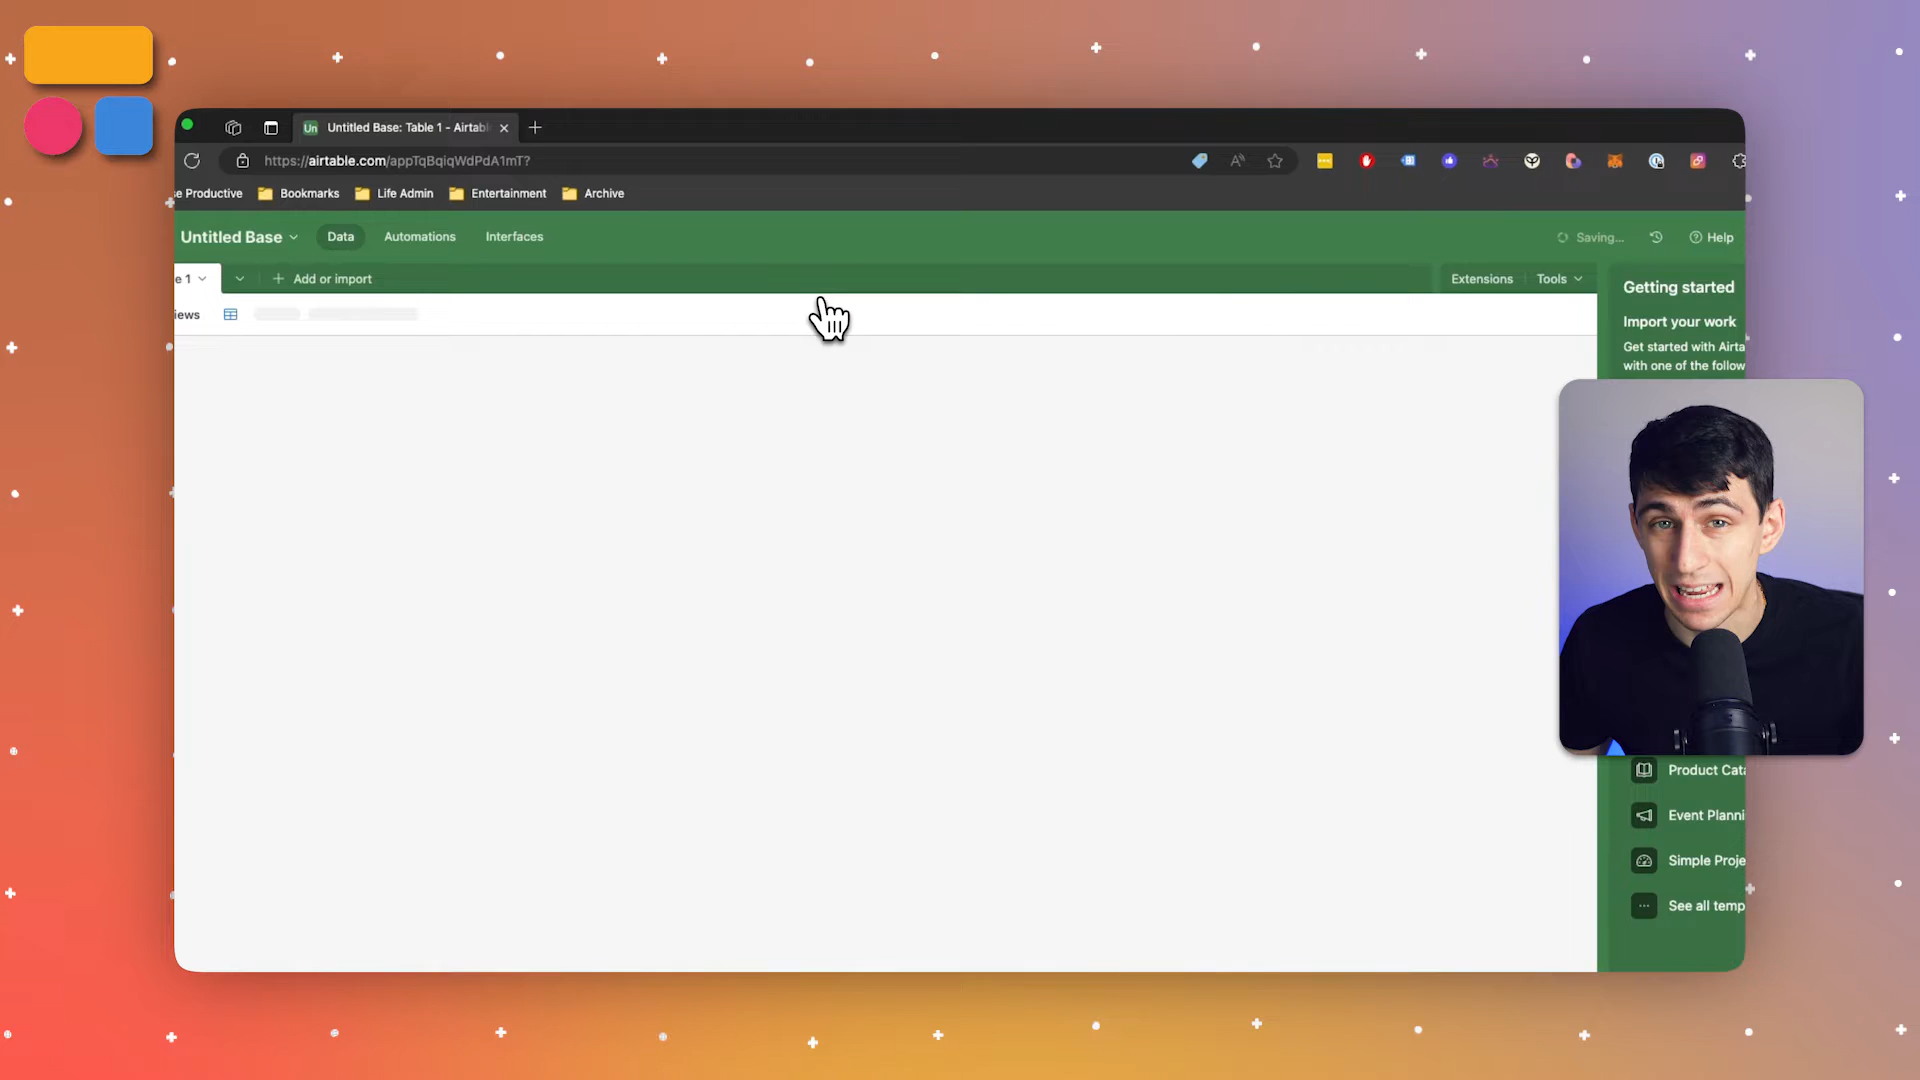 Untitled Base: Table 1 - Airtabl
https://airtable.com/appTqBqiqWdPdA1mT?
se Productive Bookmarks Life Admin Entertainment Archive
Untitled Base Data Automations Interfaces Saving... Help
e 1 Add or import Extensions Tools
iews
Getting started
Import your work
Get started with Airta
with one of the follow
Product Cata
Event Planni
Simple Proje
See all temp